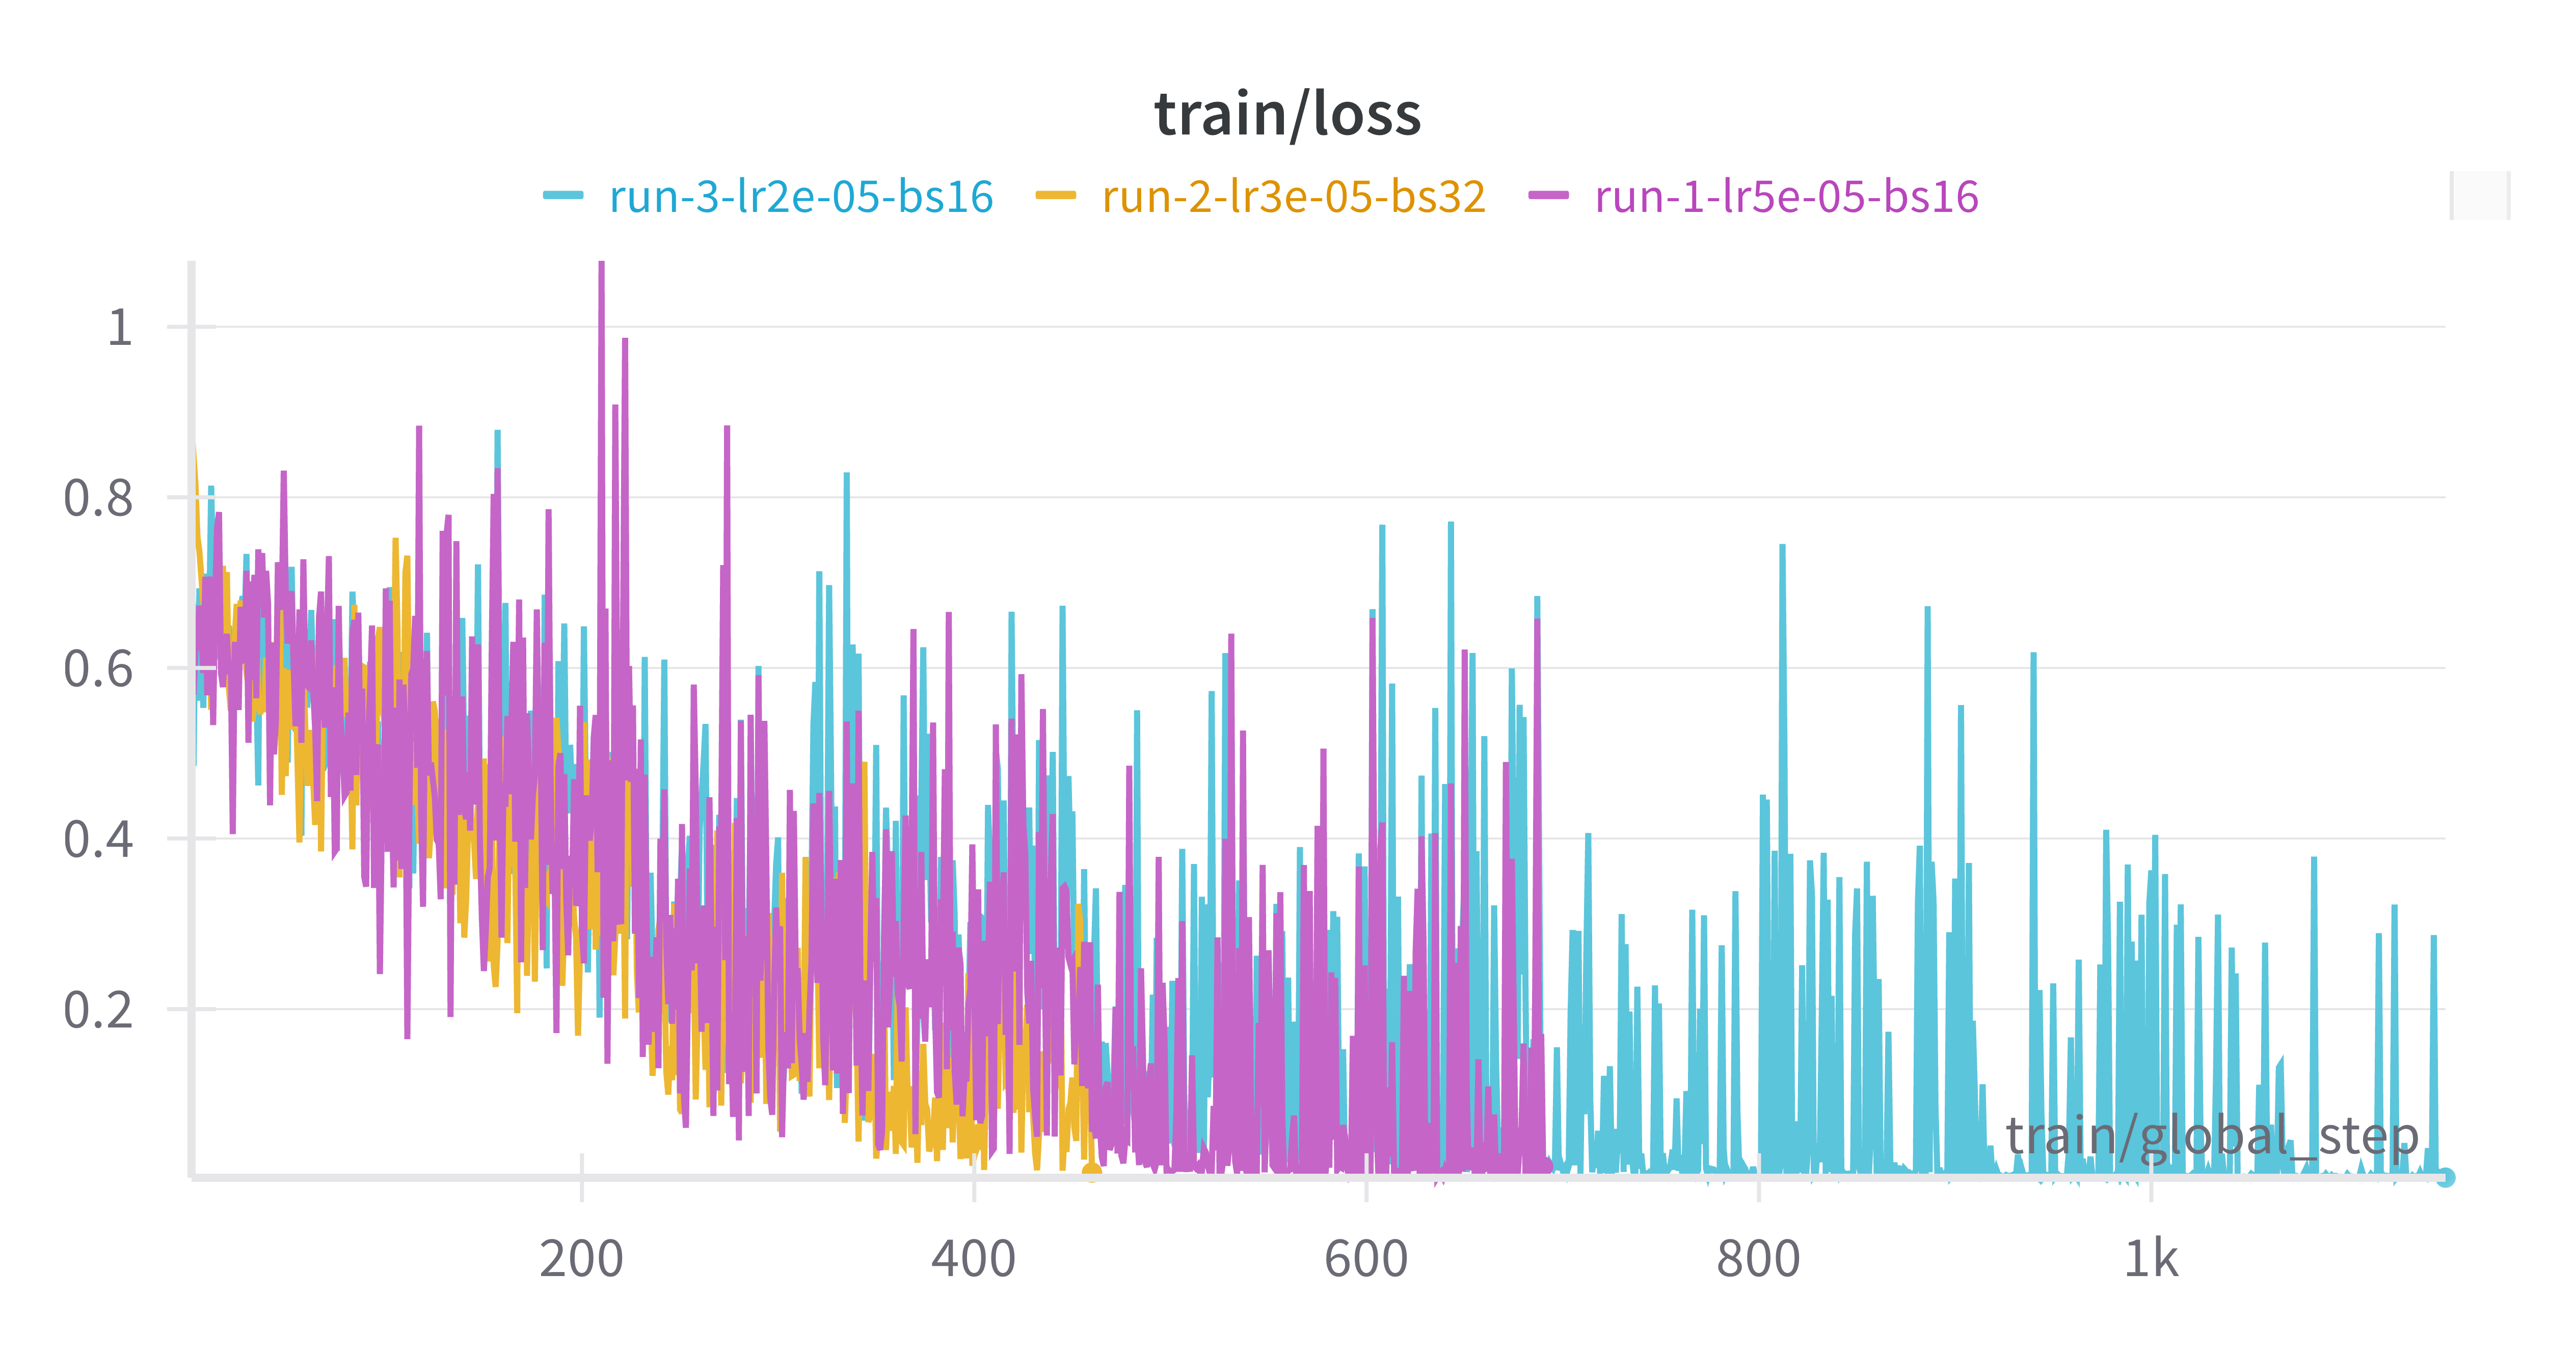 train/loss
run-3-lr2e-05-bs16 run-2-lr3e-05-bs32 run-1-lr5e-05-bs16
1
0.8
0.6
0.4
0.2
train/global_step
200 400 600 800 1k